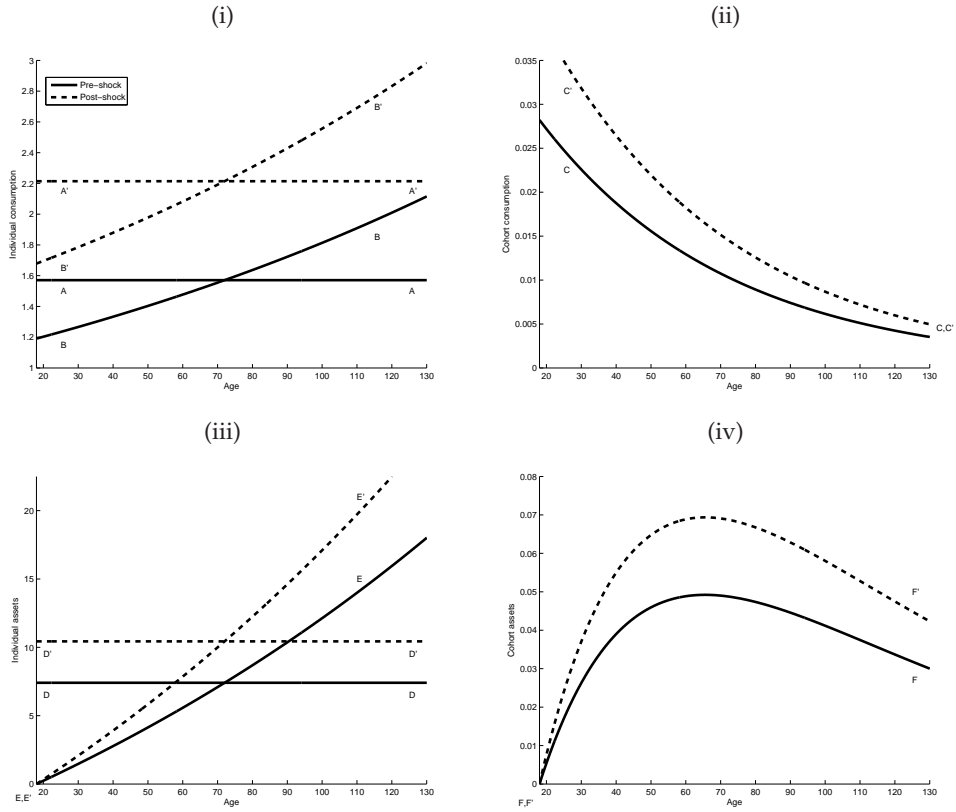 (i)
3
2.8
2.6
2.4
2.2
2
1.8
1.6
1.4
1.2
1
Individual consumption
Pre−shock
Post−shock
B'
A'
A'
B'
B
A
A
B
20 30 40 50 60 70 80 90 100 110 120 130
Age
(ii)
0.035
0.03
0.025
0.02
0.015
0.01
0.005
0
Cohort consumption
C'
C
C,C'
20 30 40 50 60 70 80 90 100 110 120 130
Age
(iii)
20
15
10
5
0
Individual assets
E'
E
D'
D'
D
D
E,E'
20 30 40 50 60 70 80 90 100 110 120 130
Age
(iv)
0.08
0.07
0.06
0.05
0.04
0.03
0.02
0.01
0
Cohort assets
F'
F
F,F'
20 30 40 50 60 70 80 90 100 110 120 130
Age